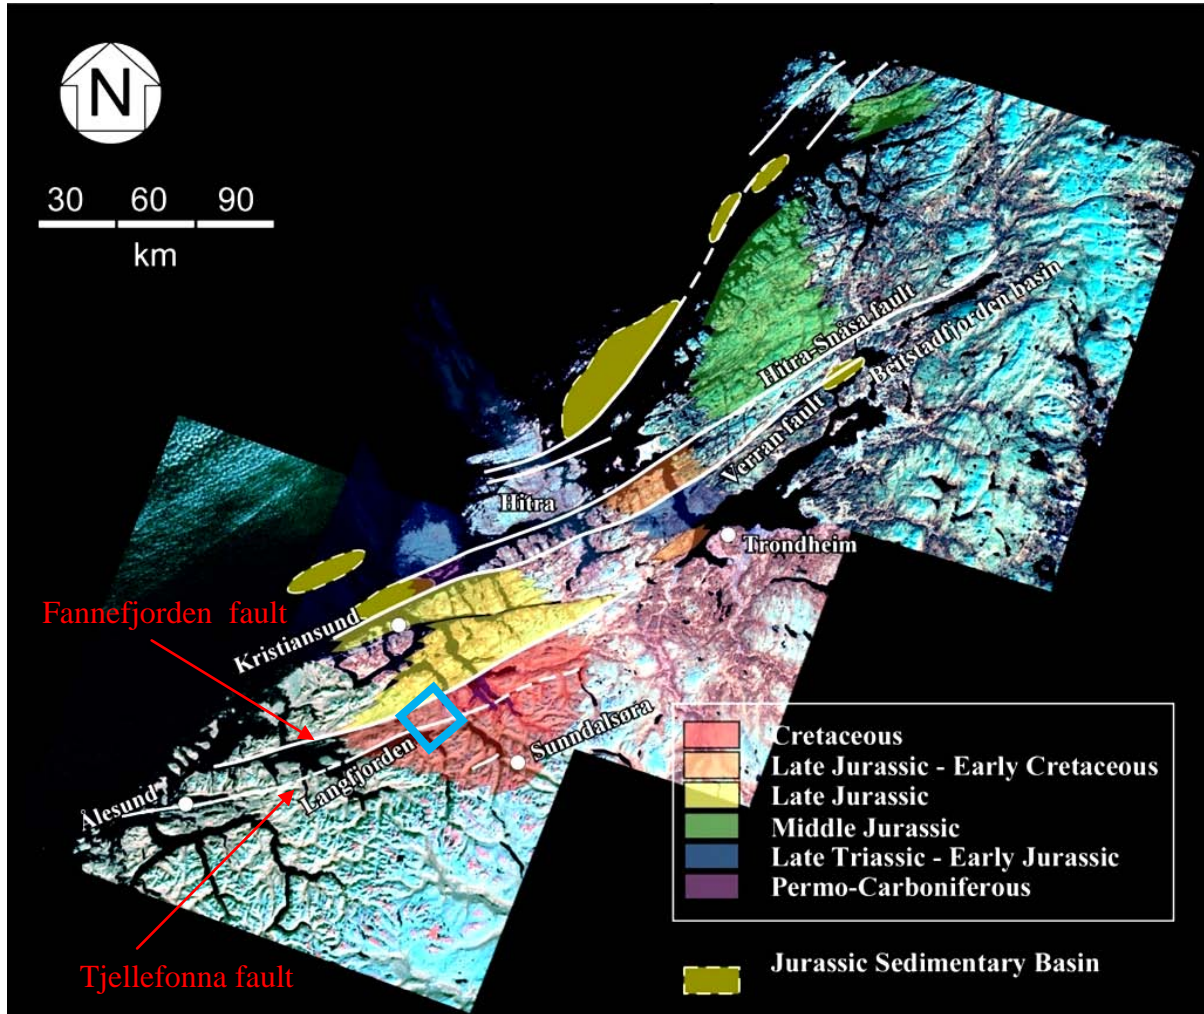 N
30 60 90
km
Hitra-Snåsa fault
Beitstadfjorden basin
Verran fault
Hitra
Trondheim
Fannefjorden fault
Kristiansund
Sunndalsøra
Langfjorden
Ålesund
Tjellefonna fault
Cretaceous
Late Jurassic - Early Cretaceous
Late Jurassic
Middle Jurassic
Late Triassic - Early Jurassic
Permo-Carboniferous
Jurassic Sedimentary Basin